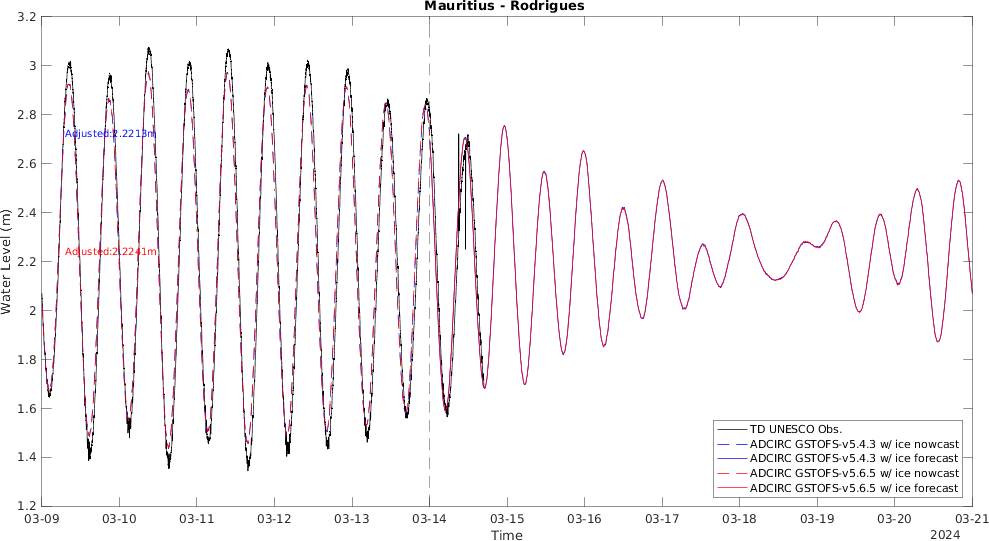 Mauritius - Rodrigues
3.2
3
2.8
2.6
2.4
2.2
2
1.8
1.6
1.4
1.2
Water Level (m)
Adjusted:2.2213m
Adjusted:2.2241m
TD UNESCO Obs.
ADCIRC GSTOFS-v5.4.3 w/ ice nowcast
ADCIRC GSTOFS-v5.4.3 w/ ice forecast
ADCIRC GSTOFS-v5.6.5 w/ ice nowcast
ADCIRC GSTOFS-v5.6.5 w/ ice forecast
03-09 03-10 03-11 03-12 03-13 03-14 03-15 03-16 03-17 03-18 03-19 03-20 03-21
Time
2024